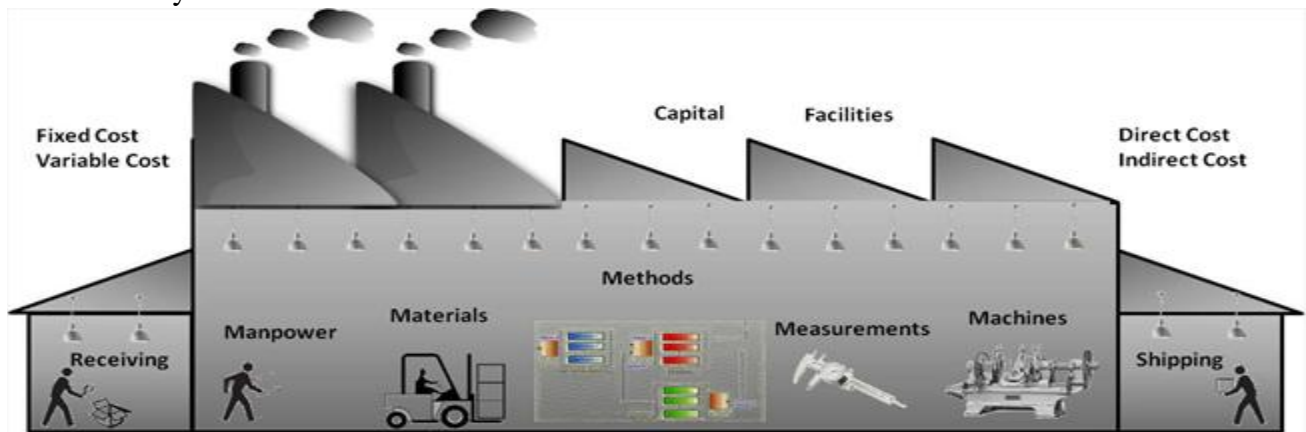 Capital
Facilities
Fixed Cost
Variable Cost
Direct Cost
Indirect Cost
Methods
Materials
Manpower
Measurements
Machines
Receiving
Shipping